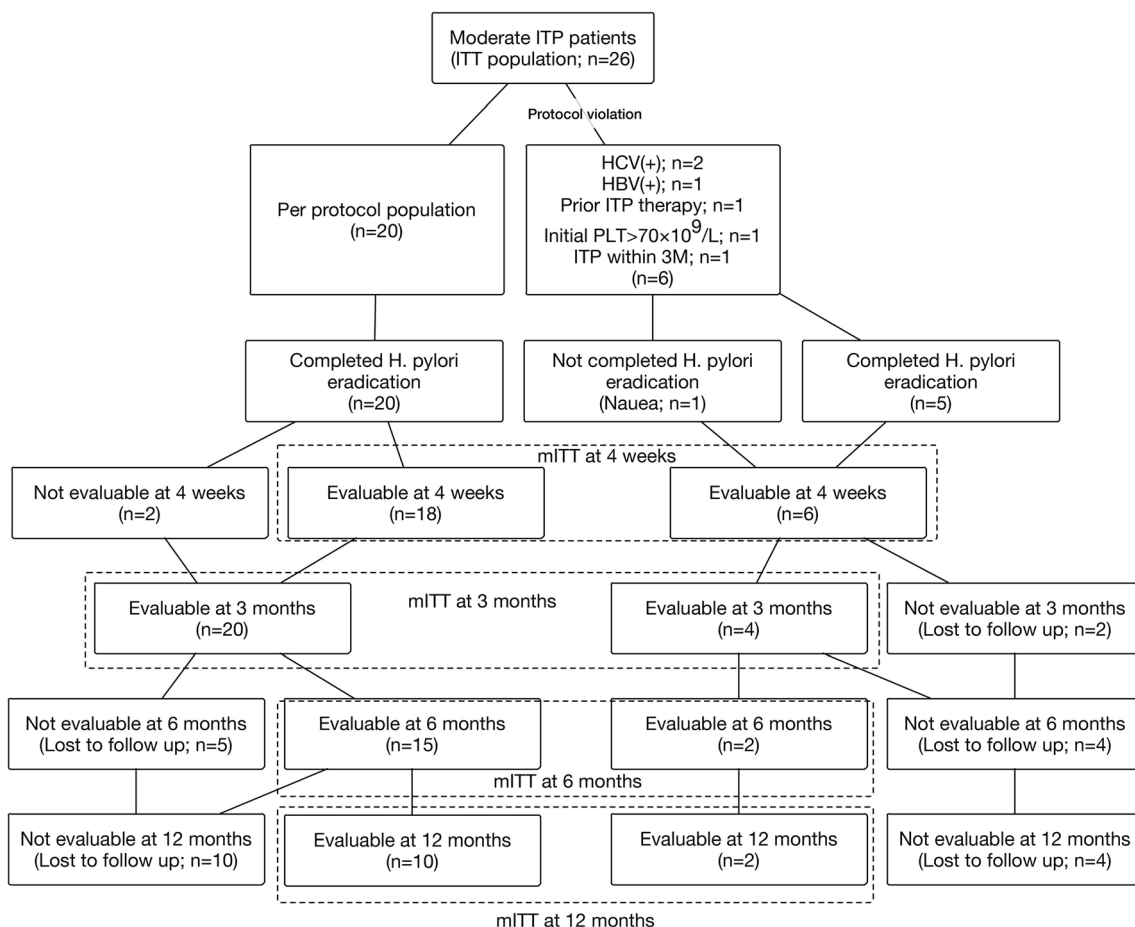 Moderate ITP patients
(ITT population; n=26)
Protocol violation
Per protocol population
(n=20)
HCV(+); n=2
HBV(+); n=1
Prior ITP therapy; n=1
Initial PLT>70×10⁹/L; n=1
ITP within 3M; n=1
(n=6)
Completed H. pylori
eradication
(n=20)
Not completed H. pylori
eradication
(Nauea; n=1)
Completed H. pylori
eradication
(n=5)
mITT at 4 weeks
Not evaluable at 4 weeks
(n=2)
Evaluable at 4 weeks
(n=18)
Evaluable at 4 weeks
(n=6)
Evaluable at 3 months
(n=20)
mITT at 3 months
Evaluable at 3 months
(n=4)
Not evaluable at 3 months
(Lost to follow up; n=2)
Not evaluable at 6 months
(Lost to follow up; n=5)
Evaluable at 6 months
(n=15)
Evaluable at 6 months
(n=2)
Not evaluable at 6 months
(Lost to follow up; n=4)
mITT at 6 months
Not evaluable at 12 months
(Lost to follow up; n=10)
Evaluable at 12 months
(n=10)
Evaluable at 12 months
(n=2)
Not evaluable at 12 months
(Lost to follow up; n=4)
mITT at 12 months